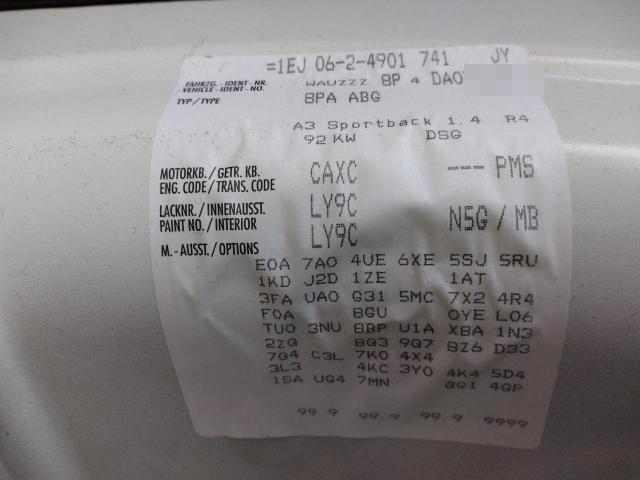 =1EJ 06-2-4901 741 JY
FAHRZG.-IDENT-NR.
VEHICLE-IDENT-NO. WAUZZZ 8P 4 DA0
TYP/TYPE 8PA ABG
A3 Sportback 1.4 R4
92 KW DSG
MOTORKB./GETR. KB.
ENG. CODE/TRANS. CODE CAXC --- PMS
LACKNR./INNENAUSST. LY9C
PAINT NO./INTERIOR N5G / MB
LY9C
M.-AUSST./OPTIONS
E0A 7A0 4UE 6XE 5SJ 5RU
1KD J2D 1ZE 1AT
3FA UA0 G31 5MC 7X2 4R4
F0A 8GU 0YE L06
TU0 3NU 8BP U1A X8A 1N3
2ZQ 8Q3 9Q7 8Z6 D33
7G4 C3L 7K0 4X4
3L3 4KC 3Y0 4K4 5D4
1SA UG4 7MN QG1 4GP
99.9 99.9 99.9 9999